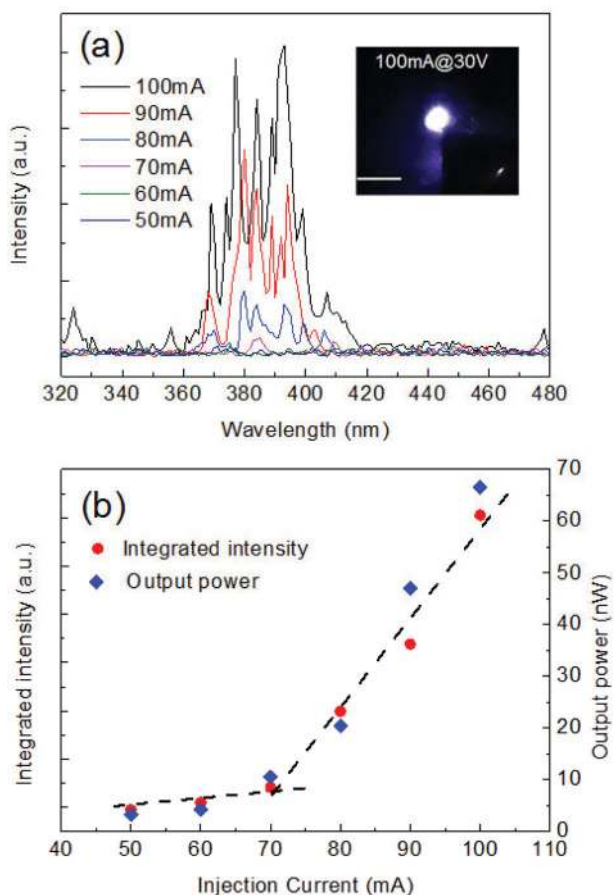 (a)
100mA@30V
100mA
90mA
80mA
70mA
60mA
50mA
Intensity (a.u.)
320 340 360 380 400 420 440 460 480
Wavelength (nm)
(b)
Integrated intensity
Output power
Integrated intensity (a.u.)
70
60
50
40
30
20
10
0
Output power (nW)
50 60 70 80 90 100 110
Injection Current (mA)